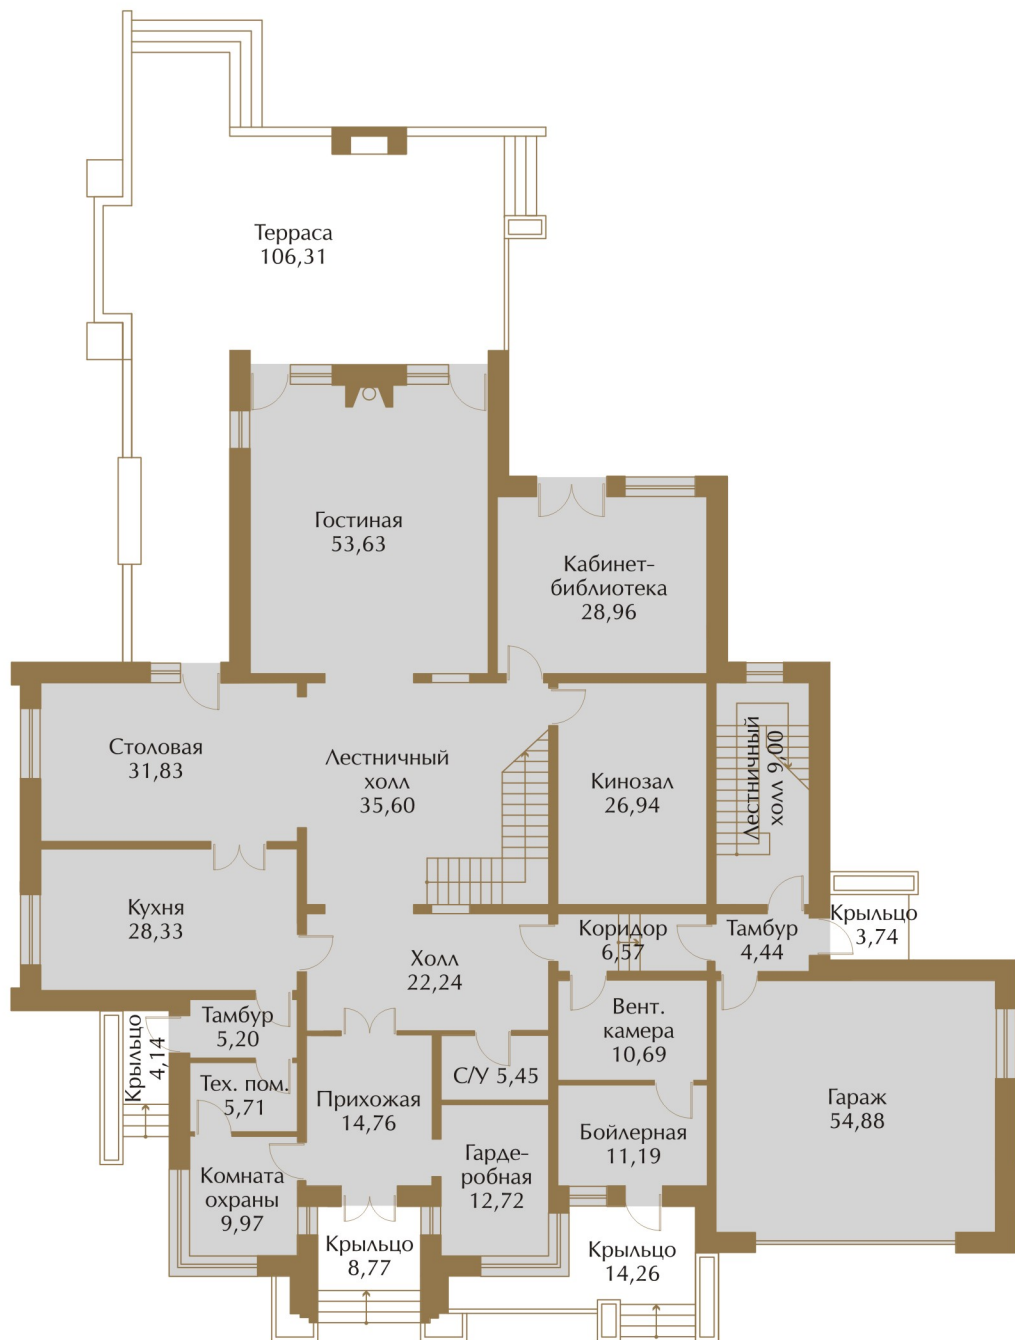 Терраса
106,31
Гостиная
53,63
Кабинет-
библиотека
28,96
Столовая
31,83
Лестничный
холл
35,60
Кинозал
26,94
Лестничный
холл 9,00
Кухня
28,33
Холл
22,24
Коридор
6,57
Тамбур
4,44
Крыльцо
3,74
Крыльцо
4,14
Тамбур
5,20
Тех. пом.
5,71
Прихожая
14,76
С/У 5,45
Вент.
камера
10,69
Бойлерная
11,19
Гараж
54,88
Комната
охраны
9,97
Гарде-
робная
12,72
Крыльцо
8,77
Крыльцо
14,26